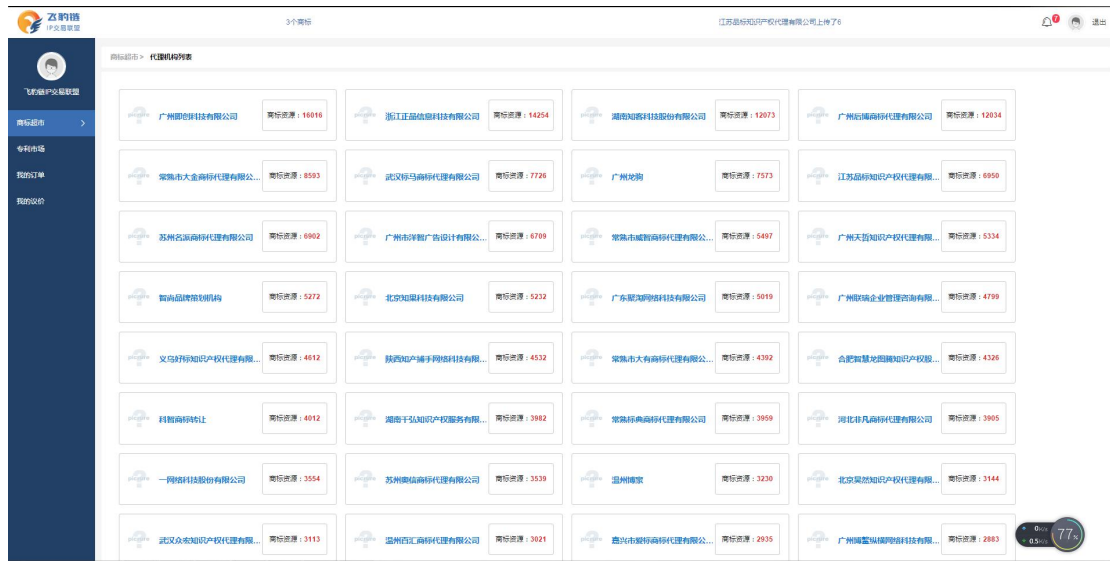 飞驹链
IP交易联盟
3个商标
江苏品标知识产权代理有限公司上传了6
7
退出
商标超市 > 代理机构列表
飞驹链IP交易联盟
商标超市 >
专利市场
我的订单
我的议价
广州即创科技有限公司 商标资源：16016
浙江正品信息科技有限公司 商标资源：14254
湖南知客科技股份有限公司 商标资源：12073
广州后博商标代理有限公司 商标资源：12034
常熟市大金商标代理有限公... 商标资源：8593
武汉标马商标代理有限公司 商标资源：7726
广州龙驹 商标资源：7573
江苏品标知识产权代理有限... 商标资源：6950
苏州名派商标代理有限公司 商标资源：6902
广州市洋智广告设计有限公... 商标资源：6709
常熟市威智商标代理有限公... 商标资源：5497
广州天哲知识产权代理有限... 商标资源：5334
智尚品牌策划机构 商标资源：5272
北京知果科技有限公司 商标资源：5232
广东聚淘网络科技有限公司 商标资源：5019
广州联瑞企业管理咨询有限... 商标资源：4799
义乌好标知识产权代理有限... 商标资源：4612
陕西知产捕手网络科技有限... 商标资源：4532
常熟市大有商标代理有限公... 商标资源：4392
合肥智慧龙图腾知识产权股... 商标资源：4326
科智商标转让 商标资源：4012
湖南千弘知识产权服务有限... 商标资源：3982
常熟标典商标代理有限公司 商标资源：3959
河北非凡商标代理有限公司 商标资源：3905
一网络科技股份有限公司 商标资源：3554
苏州奥信商标代理有限公司 商标资源：3539
温州博家 商标资源：3230
北京昊然知识产权代理有限... 商标资源：3144
武汉众宏知识产权代理有限... 商标资源：3113
温州百汇商标代理有限公司 商标资源：3021
嘉兴市爱标商标代理有限公... 商标资源：2935
广州博鳌纵横网络科技有限... 商标资源：2883
0K/s
0.5K/s
77%